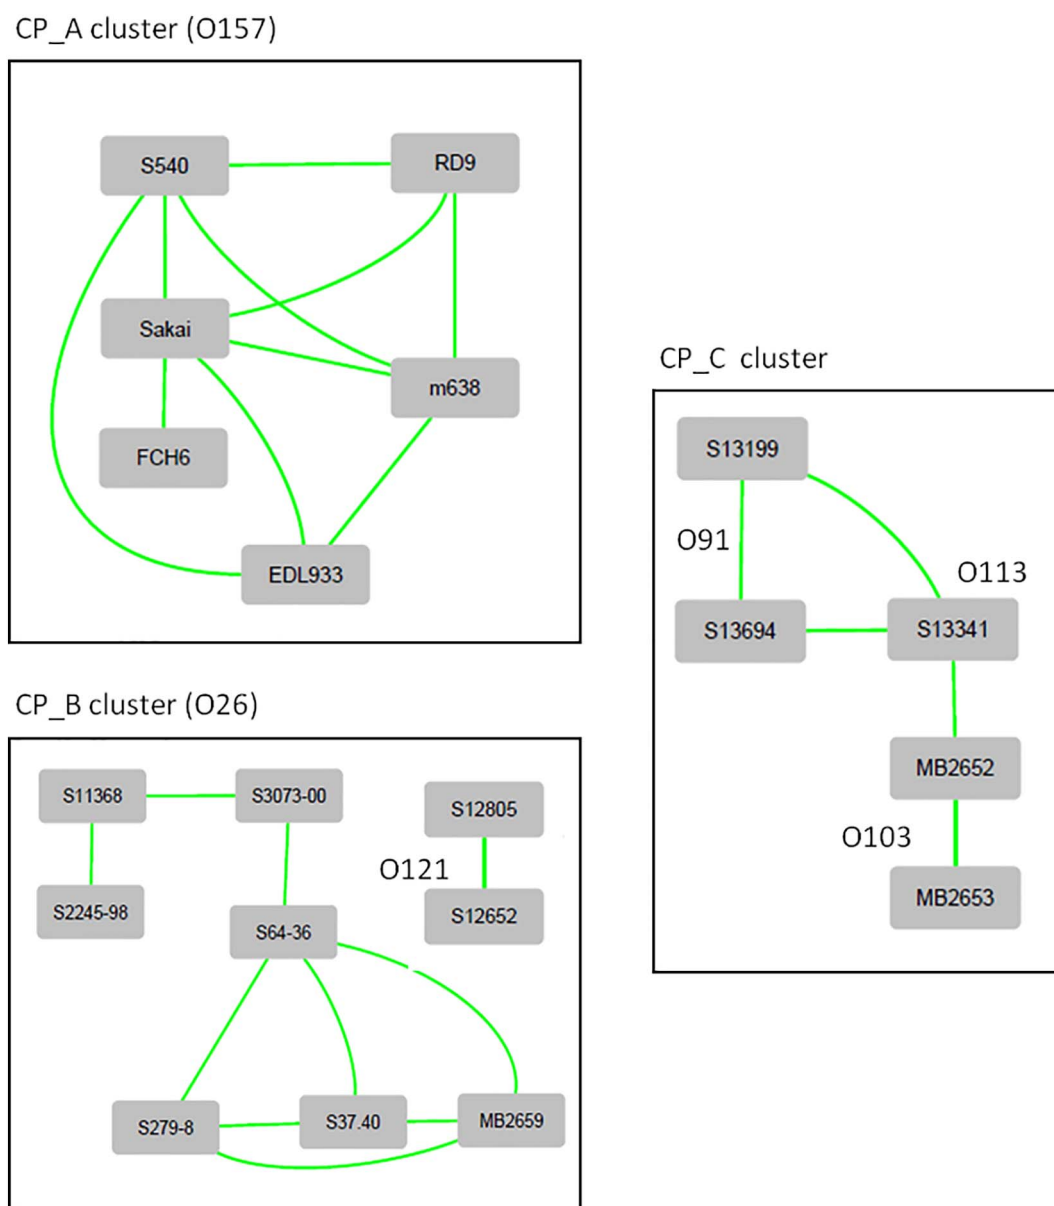 CP_A cluster (O157)
S540
RD9
Sakai
m638
FCH6
EDL933
CP_B cluster (O26)
S11368
S3073-00
S12805
O121
S2245-98
S12652
S64-36
S279-8
S37.40
MB2659
CP_C cluster
S13199
O91
O113
S13694
S13341
MB2652
O103
MB2653